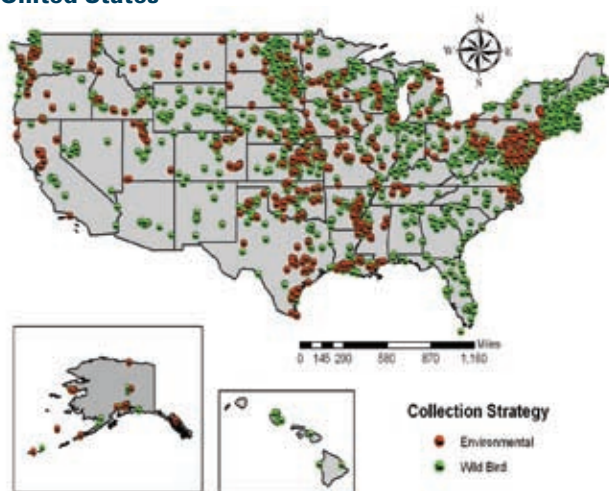 United States
N
W E
S
Miles
0 145 290 580 870 1,160
Collection Strategy
Environmental
Wild Bird